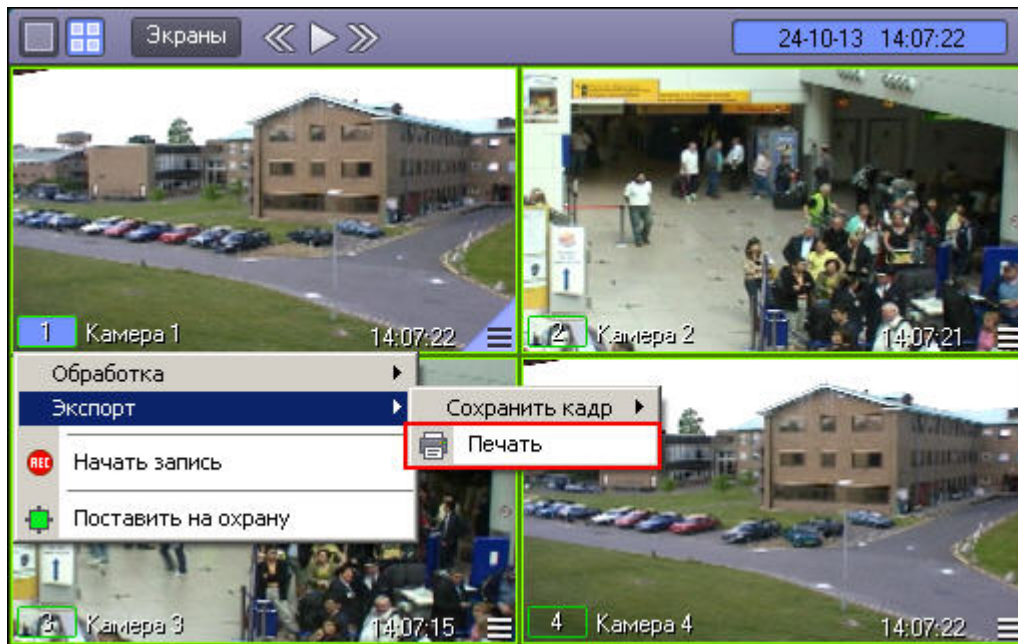 Экраны
24-10-13 14:07:22
1 Камера 1 14:07:22
2 Камера 2 14:07:21
Обработка
Экспорт
Сохранить кадр
Печать
REC Начать запись
Поставить на охрану
3 Камера 3 14:07:15
4 Камера 4 14:07:22